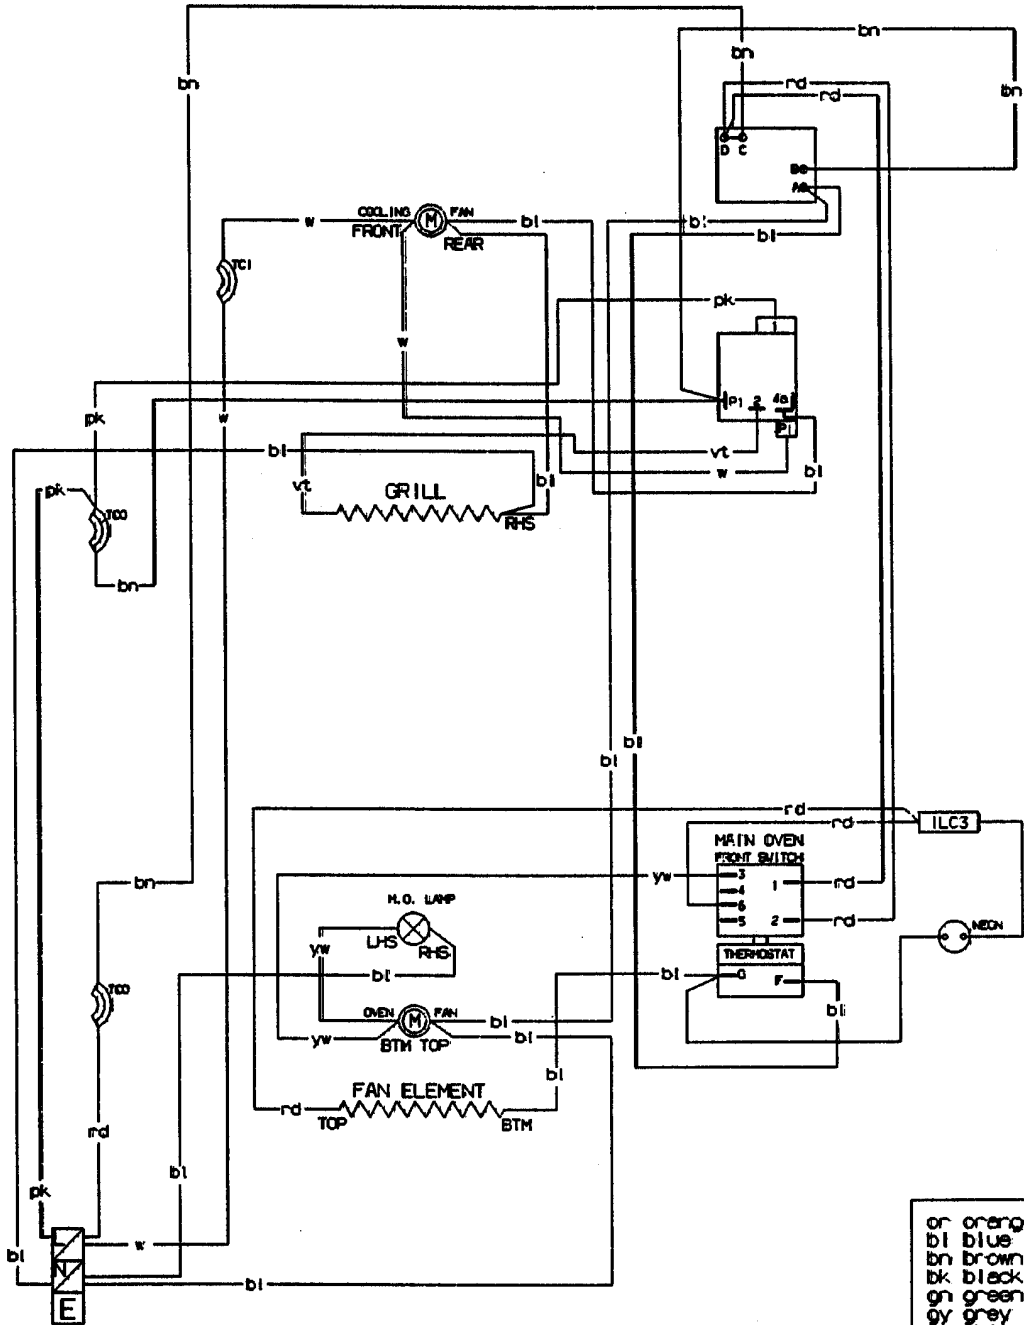 bn
bn
bn
bn
rd
rd
D C
B
A
COOLING FAN
M
FRONT REAR
w
bl
bl
bl
TC1
pk
1
w
P1 2 4a
P1
pk
w
bl
vt
w
bl
bl
vt
GRILL
RHS
pk
TCO
bn
bl
bl
rd
rd
ILC3
MAIN OVEN
FRONT SWITCH
3
4
6
5
1
2
rd
rd
yw
bn
M.O. LAMP
LHS
RHS
yw
bl
NEON
THERMOSTAT
G
F
bl
bl
TCO
OVEN FAN
M
BTM TOP
yw
bl
bl
bl
FAN ELEMENT
rd
TOP
BTM
rd
bl
pk
L
w
bl
N
bl
E
or orang
bl blue
bn brown
bk black
gn green
gy grey